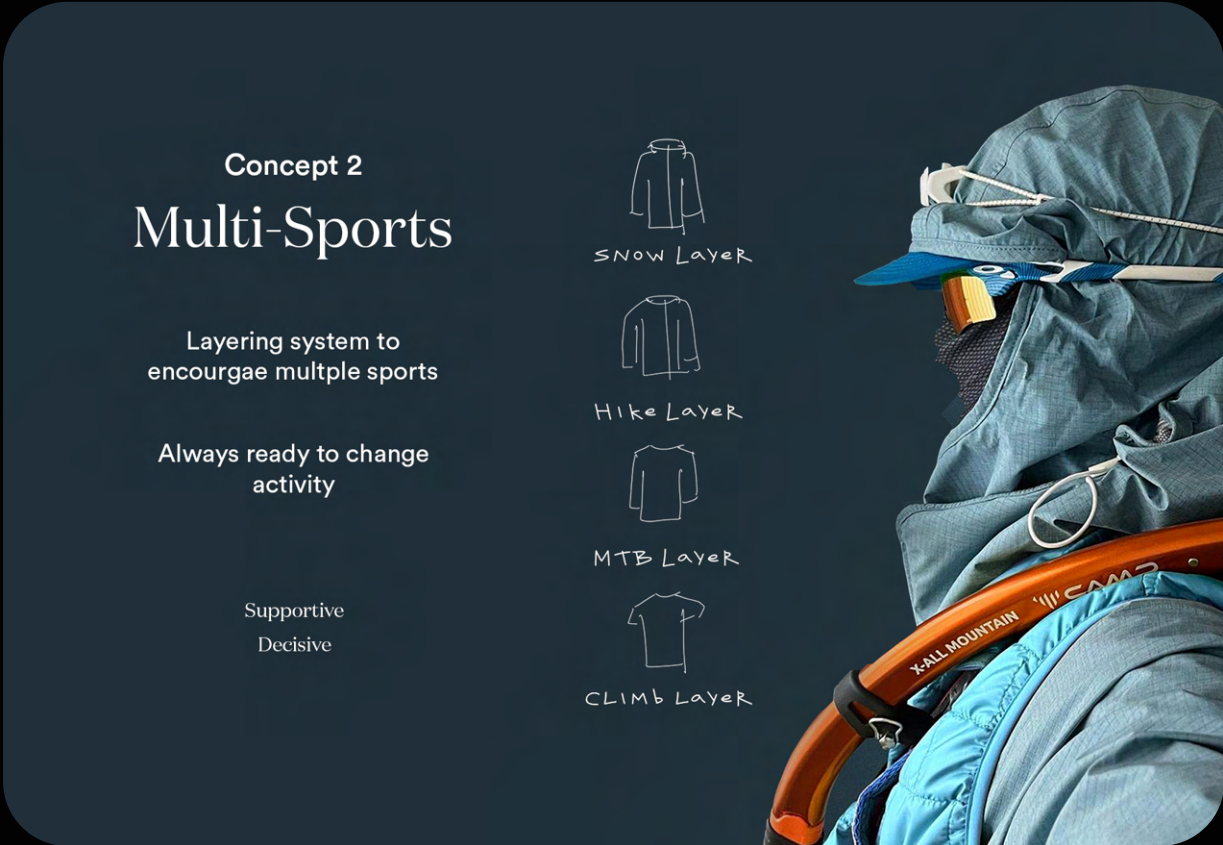 Concept 2
Multi-Sports
Layering system to
encourgae multple sports
Always ready to change
activity
Supportive
Decisive
SNOW LAYER
HIKE LAYER
MTB LAYER
CLIMB LAYER
X-ALL MOUNTAIN
CAMP